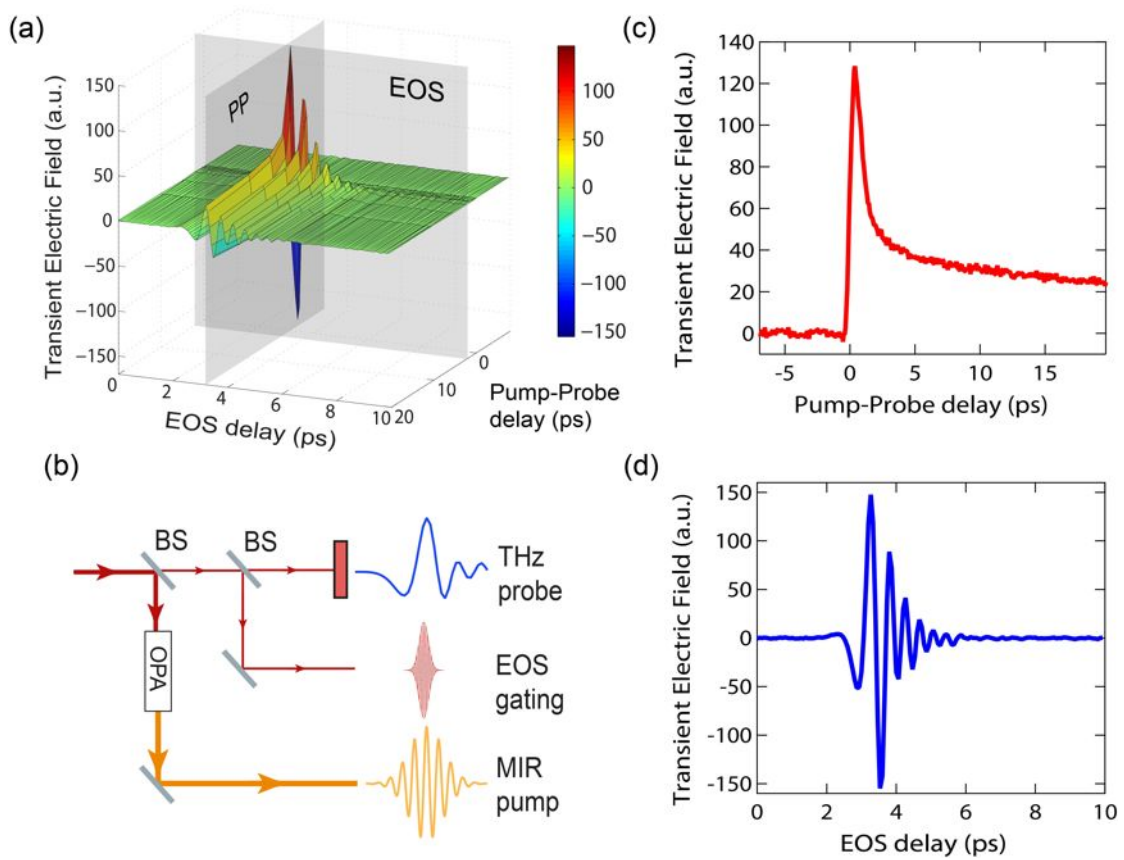 (a)
PP
EOS
Transient Electric Field (a.u.)
150
100
50
0
-50
-100
-150
0
2
4
6
8
10
EOS delay (ps)
20
10
0
Pump-Probe
delay (ps)
100
50
0
-50
-100
-150
(c)
Transient Electric Field (a.u.)
140
120
100
80
60
40
20
0
-5
0
5
10
15
Pump-Probe delay (ps)
(b)
BS
BS
THz
probe
OPA
EOS
gating
MIR
pump
(d)
Transient Electric Field (a.u.)
150
100
50
0
-50
-100
-150
0
2
4
6
8
10
EOS delay (ps)